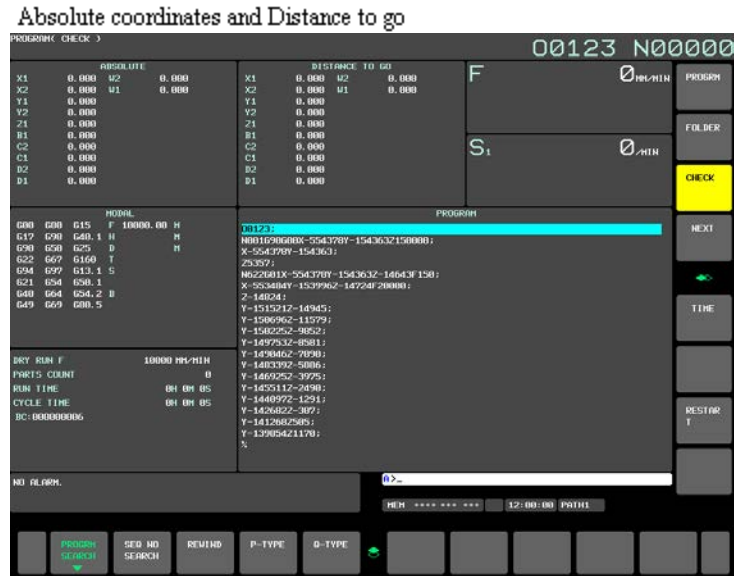 Absolute coordinates and Distance to go
PROGRAM( CHECK )
O0123 N00000
ABSOLUTE
X1 0.000 W2 0.000
X2 0.000 W1 0.000
Y1 0.000
Y2 0.000
Z1 0.000
B1 0.000
C2 0.000
C1 0.000
D2 0.000
D1 0.000
DISTANCE TO GO
X1 0.000 W2 0.000
X2 0.000 W1 0.000
Y1 0.000
Y2 0.000
Z1 0.000
B1 0.000
C2 0.000
C1 0.000
D2 0.000
D1 0.000
F 0 MM/MIN
S1 0 /MIN
MODAL
G00 G80 G15 F 10000.00 M
G17 G98 G40.1 H M
G90 G50 G25 D M
G22 G67 G160 T
G94 G97 G13.1 S
G21 G54 G50.1
G40 G64 G54.2 B
G49 G69 G80.5
DRY RUN F 10000 MM/MIN
PARTS COUNT 0
RUN TIME 0H 0M 0S
CYCLE TIME 0H 0M 0S
BC:000000006
PROGRAM
O0123;
N001G90G00X-554378Y-154363Z150000;
X-554378Y-154363;
Z5357;
N622G01X-554378Y-154363Z-14643F150;
X-553484Y-1539962-14724F20000;
Z-14824;
Y-1515212-14945;
Y-1506962-11579;
Y-1502252-9852;
Y-1497532-8581;
Y-1490462-7090;
Y-1483392-5806;
Y-1469252-3975;
Y-1455112-2490;
Y-1440972-1291;
Y-1426822-307;
Y-1412682505;
Y-13985421170;
%
NO ALARM.
A>_
MEM **** *** *** 12:00:00 PATH1
PROGRM
FOLDER
CHECK
NEXT
TIME
RESTAR
T
PROGRM
SEARCH
SEQ NO
SEARCH
REWIND
P-TYPE
Q-TYPE